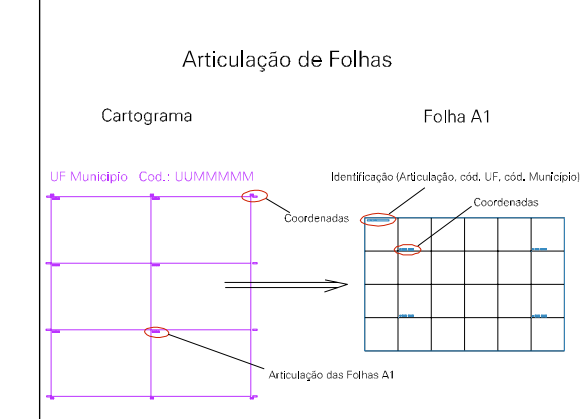 Articulação de Folhas
Cartograma
Folha A1
UF Municipio Cod.: UUMMMMM
Identificação (Articulação, cód. UF, cód. Município)
Coordenadas
Coordenadas
Articulação das Folhas A1